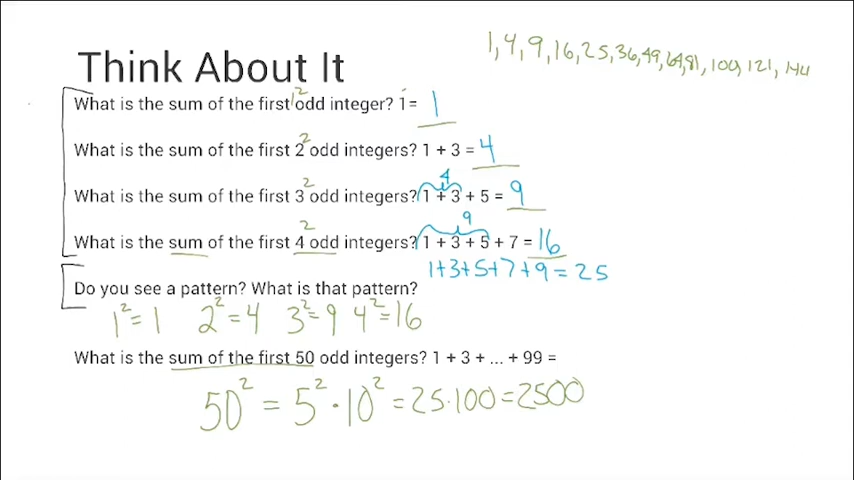 1, 4, 9, 16, 25, 36, 49, 64, 81, 100, 121, 144
Think About It
What is the sum of the first 1² odd integer? 1 = 1
What is the sum of the first 2² odd integers? 1 + 3 = 4
4
What is the sum of the first 3² odd integers? 1 + 3 + 5 = 9
9
What is the sum of the first 4² odd integers? 1 + 3 + 5 + 7 = 16
1+3+5+7+9=25
Do you see a pattern? What is that pattern?
1²=1 2²=4 3²=9 4²=16
What is the sum of the first 50 odd integers? 1 + 3 + ... + 99 =
50² = 5² · 10² = 25·100 = 2500